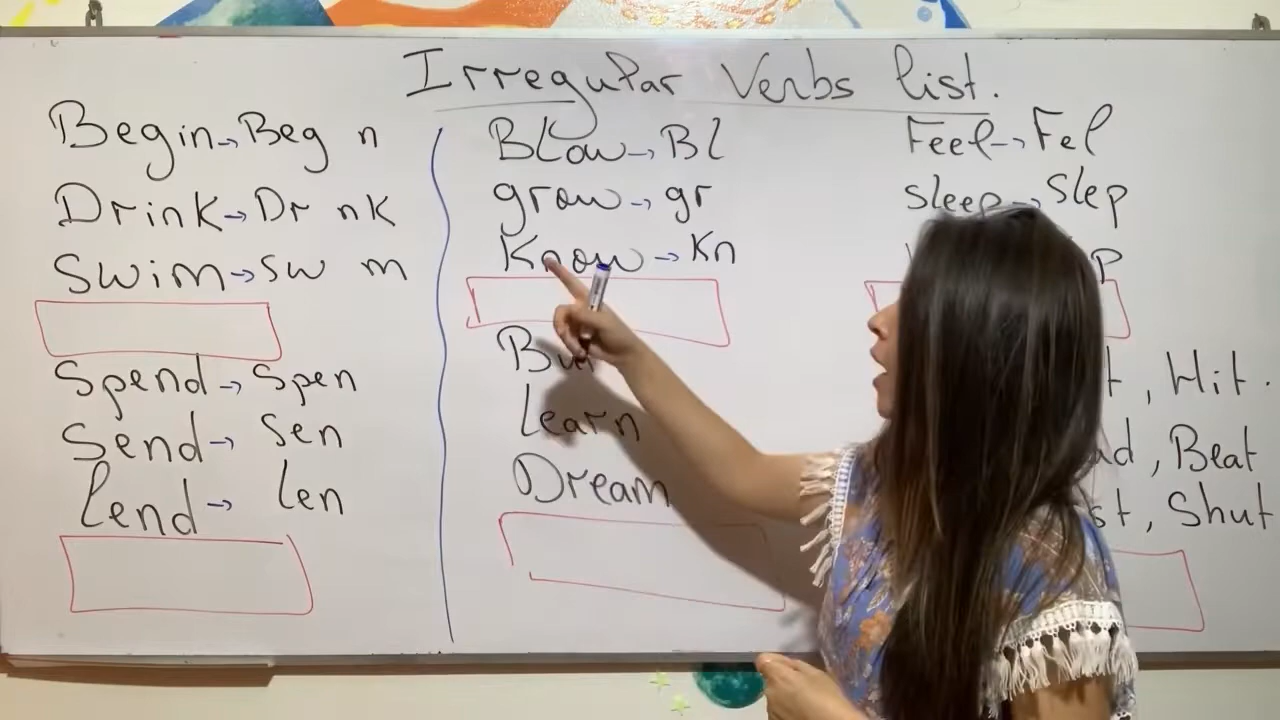 Irregular Verbs list.
Begin→Beg n
Drink→Dr nk
Swim→sw m
Spend→Spen
Send→ Sen
Lend→ len
Blow→Bl
grow→gr
Know→Kn
Learn
Dream
Feel→Fel
Sleep→Slep
, Hit.
, Beat
, Shut